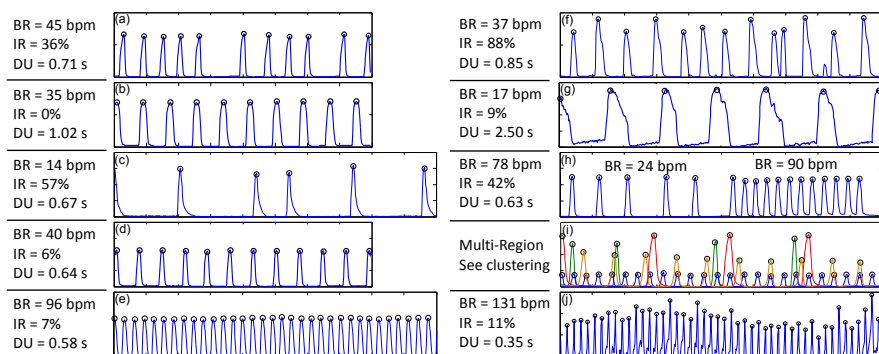 BR = 45 bpm
IR = 36%
DU = 0.71 s
(a)
BR = 35 bpm
IR = 0%
DU = 1.02 s
(b)
BR = 14 bpm
IR = 57%
DU = 0.67 s
(c)
BR = 40 bpm
IR = 6%
DU = 0.64 s
(d)
BR = 96 bpm
IR = 7%
DU = 0.58 s
(e)
BR = 37 bpm
IR = 88%
DU = 0.85 s
(f)
BR = 17 bpm
IR = 9%
DU = 2.50 s
(g)
BR = 78 bpm
IR = 42%
DU = 0.63 s
(h)
BR = 24 bpm
BR = 90 bpm
Multi-Region
See clustering
(i)
BR = 131 bpm
IR = 11%
DU = 0.35 s
(j)